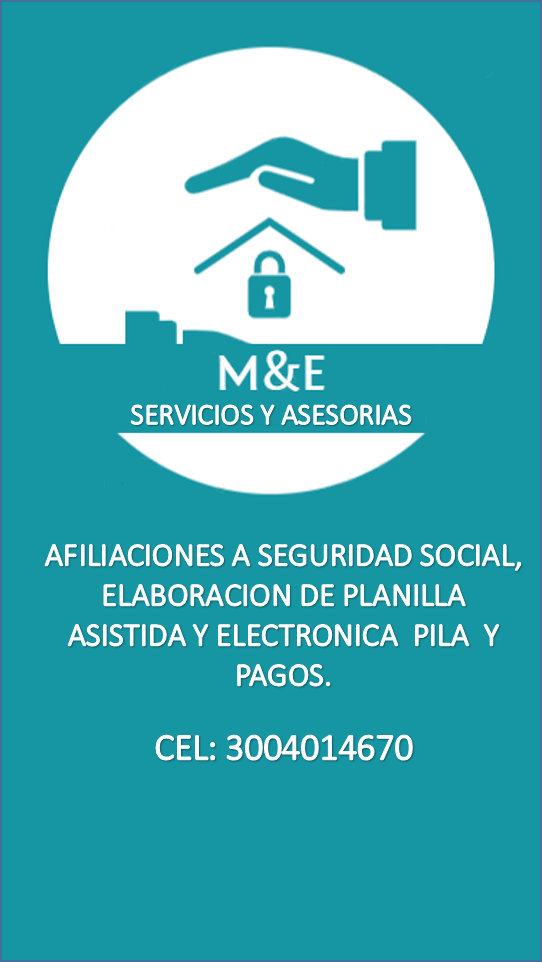 M&E
SERVICIOS Y ASESORIAS
AFILIACIONES A SEGURIDAD SOCIAL,
ELABORACION DE PLANILLA
ASISTIDA Y ELECTRONICA PILA Y
PAGOS.
CEL: 3004014670